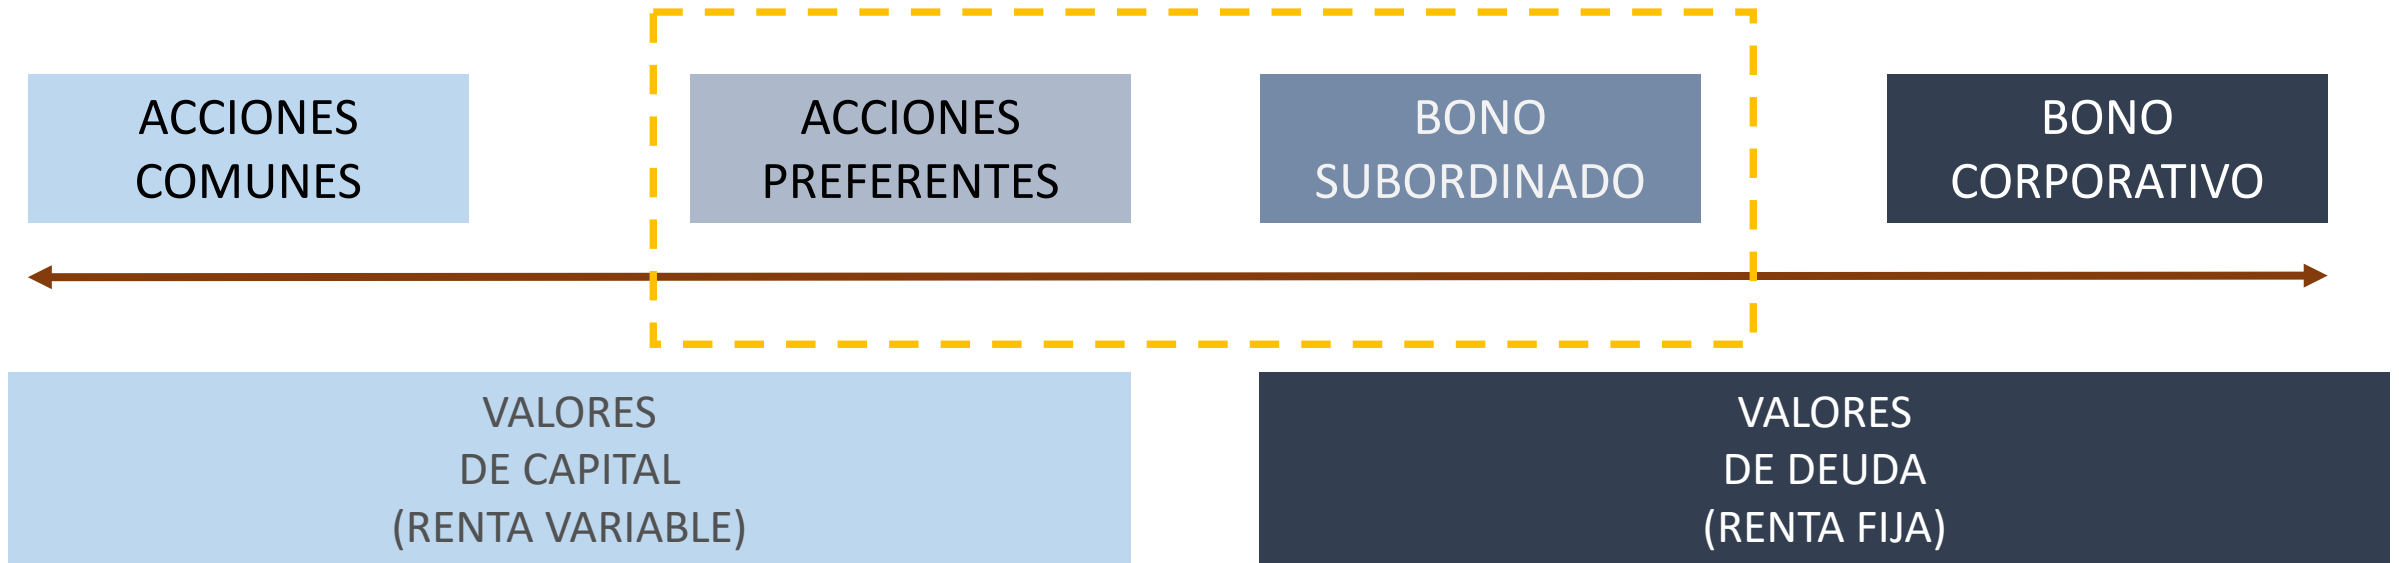 ACCIONES
COMUNES
ACCIONES
PREFERENTES
BONO
SUBORDINADO
BONO
CORPORATIVO
VALORES
DE CAPITAL
(RENTA VARIABLE)
VALORES
DE DEUDA
(RENTA FIJA)